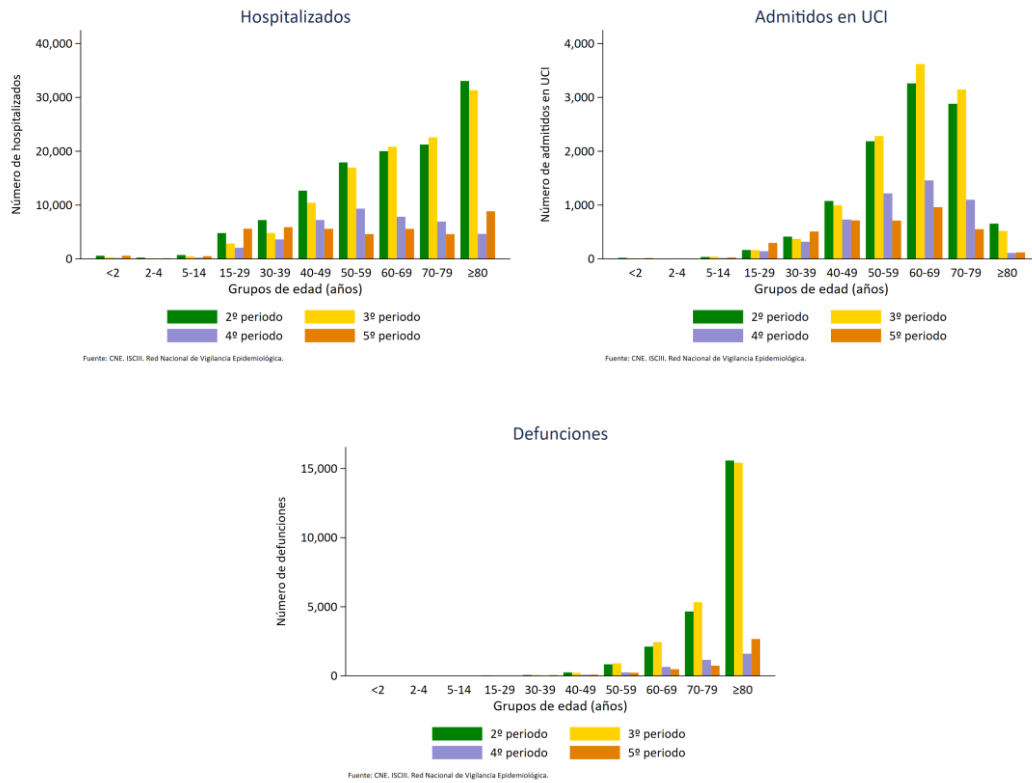 Hospitalizados
Número de hospitalizados
40,000
30,000
20,000
10,000
0
<2 2-4 5-14 15-29 30-39 40-49 50-59 60-69 70-79 ≥80
Grupos de edad (años)
2º periodo 3º periodo
4º periodo 5º periodo
Fuente: CNE. ISCIII. Red Nacional de Vigilancia Epidemiológica.
Admitidos en UCI
Número de admitidos en UCI
4,000
3,000
2,000
1,000
0
<2 2-4 5-14 15-29 30-39 40-49 50-59 60-69 70-79 ≥80
Grupos de edad (años)
2º periodo 3º periodo
4º periodo 5º periodo
Fuente: CNE. ISCIII. Red Nacional de Vigilancia Epidemiológica.
Defunciones
Número de defunciones
15,000
10,000
5,000
0
<2 2-4 5-14 15-29 30-39 40-49 50-59 60-69 70-79 ≥80
Grupos de edad (años)
2º periodo 3º periodo
4º periodo 5º periodo
Fuente: CNE. ISCIII. Red Nacional de Vigilancia Epidemiológica.